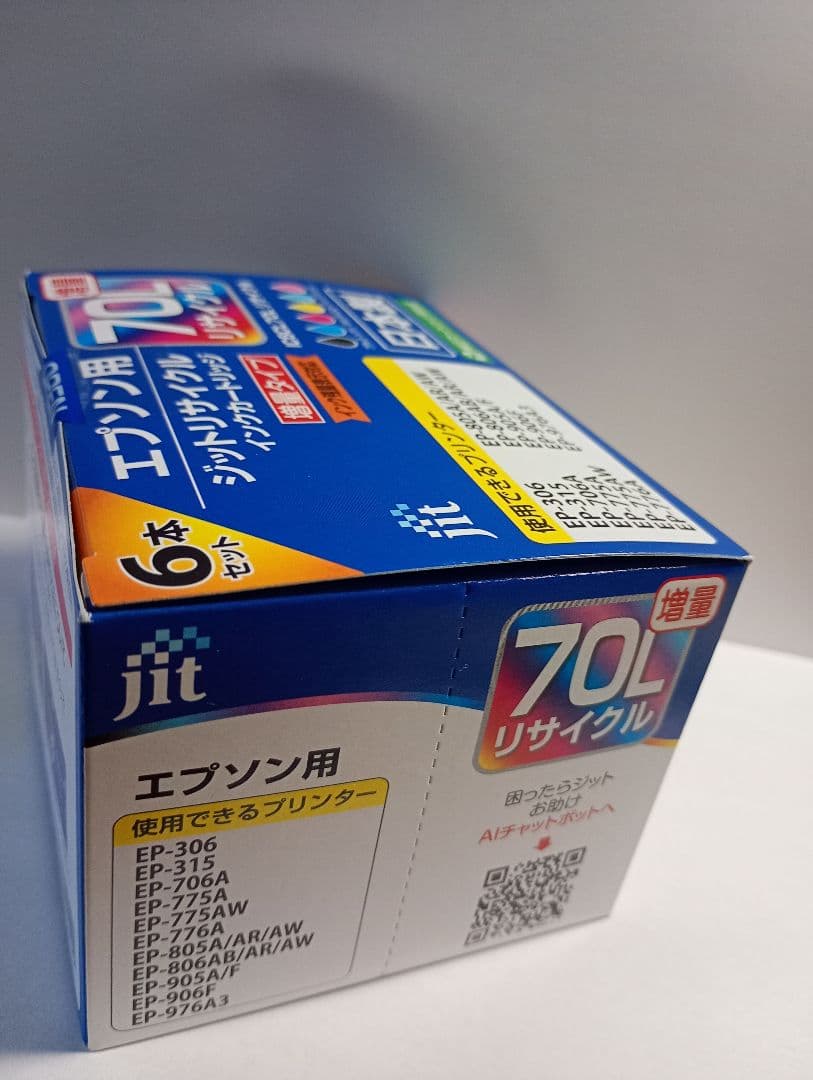 増量
70L
リサイクル
エプソン用
ジットリサイクル
インクカートリッジ
増量タイプ
6本
セット
jit
使用できるプリンター
EP-306
EP-315
EP-706A
EP-775A
EP-775AW
EP-776A
日本製
jit
エプソン用
使用できるプリンター
EP-306
EP-315
EP-706A
EP-775A
EP-775AW
EP-776A
EP-805A/AR/AW
EP-806AB/AR/AW
EP-905A/F
EP-906F
EP-976A3
増量
70L
リサイクル
困ったらジット
お助け
AIチャットボットへ